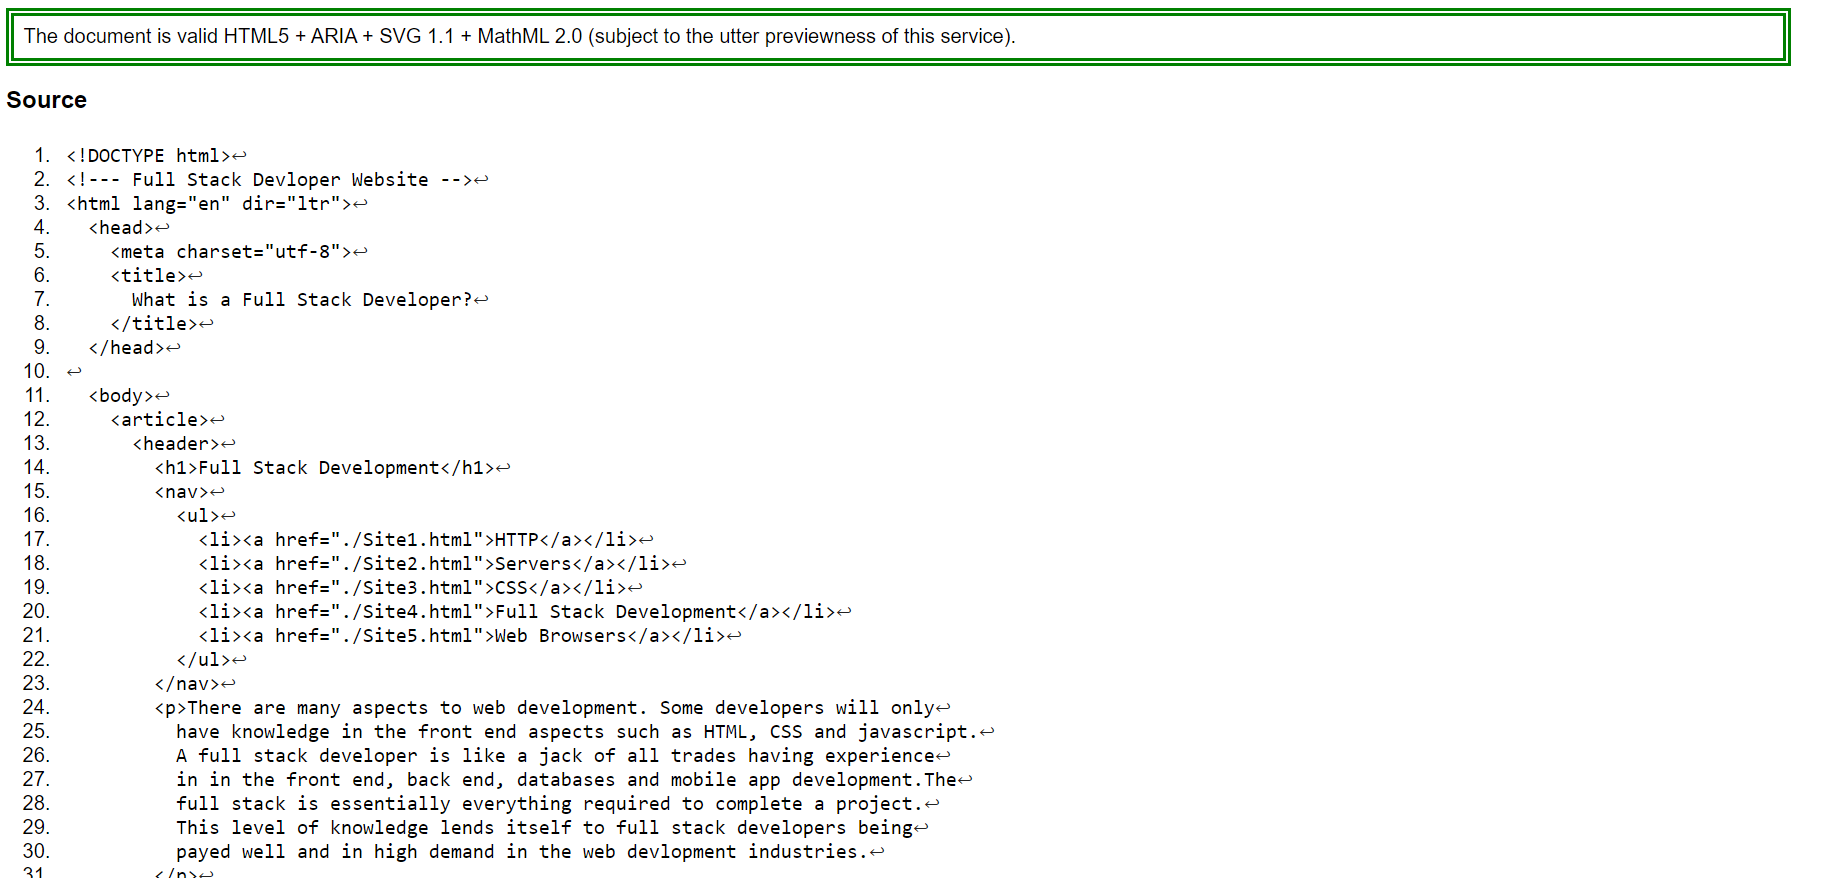 The document is valid HTML5 + ARIA + SVG 1.1 + MathML 2.0 (subject to the utter previewness of this service).
Source
1. <!DOCTYPE html>↩
2. <!--- Full Stack Devloper Website -->↩
3. <html lang="en" dir="ltr">↩
4.   <head>↩
5.     <meta charset="utf-8">↩
6.     <title>↩
7.       What is a Full Stack Developer?↩
8.     </title>↩
9.   </head>↩
10. ↩
11.   <body>↩
12.     <article>↩
13.       <header>↩
14.         <h1>Full Stack Development</h1>↩
15.         <nav>↩
16.           <ul>↩
17.             <li><a href="./Site1.html">HTTP</a></li>↩
18.             <li><a href="./Site2.html">Servers</a></li>↩
19.             <li><a href="./Site3.html">CSS</a></li>↩
20.             <li><a href="./Site4.html">Full Stack Development</a></li>↩
21.             <li><a href="./Site5.html">Web Browsers</a></li>↩
22.           </ul>↩
23.         </nav>↩
24.         <p>There are many aspects to web development. Some developers will only↩
25.           have knowledge in the front end aspects such as HTML, CSS and javascript.↩
26.           A full stack developer is like a jack of all trades having experience↩
27.           in in the front end, back end, databases and mobile app development.The↩
28.           full stack is essentially everything required to complete a project.↩
29.           This level of knowledge lends itself to full stack developers being↩
30.           payed well and in high demand in the web devlopment industries.↩
31.         </p>↩